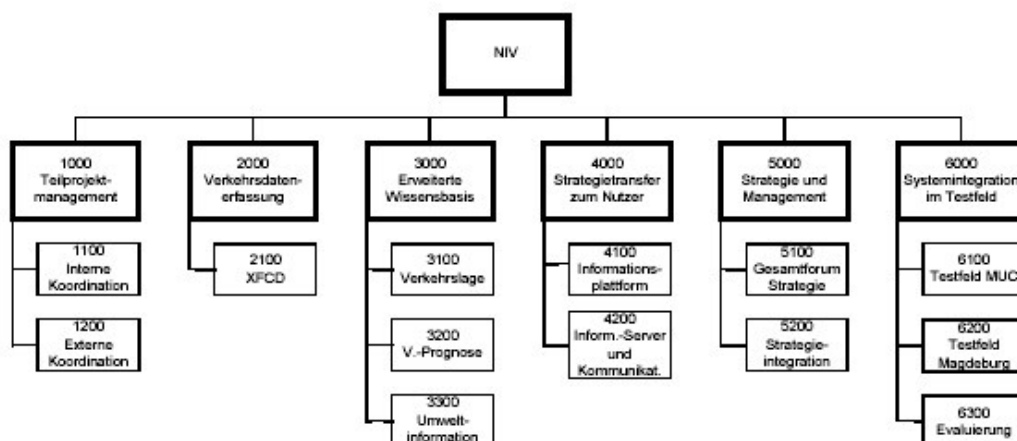 NIV
1000
Teilprojekt-
management
2000
Verkehrsdaten-
erfassung
3000
Erweiterte
Wissensbasis
4000
Strategietransfer
zum Nutzer
5000
Strategie und
Management
6000
Systemintegration
im Testfeld
1100
Interne
Koordination
1200
Externe
Koordination
2100
XFCD
3100
Verkehrslage
3200
V.-Prognose
3300
Umwelt-
information
4100
Informations-
plattform
4200
Inform.-Server
und
Kommunikat.
5100
Gesamtforum
Strategie
5200
Strategie-
integration
6100
Testfeld MUC
6200
Testfeld
Magdeburg
6300
Evaluierung